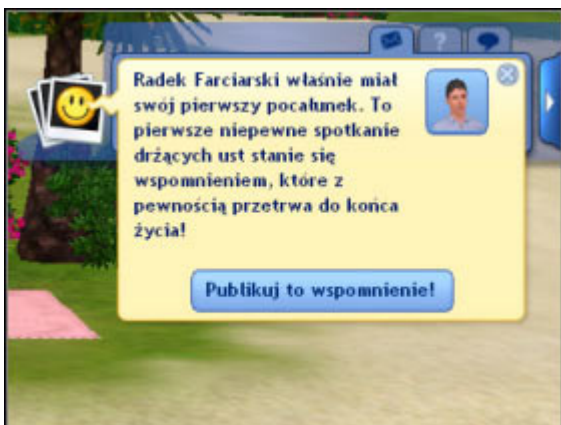 ?
Radek Farciarski właśnie miał
swój pierwszy pocałunek. To
pierwsze niepewne spotkanie
drżących ust stanie się
wspomnieniem, które z
pewnością przetrwa do końca
życia!
Publikuj to wspomnienie!